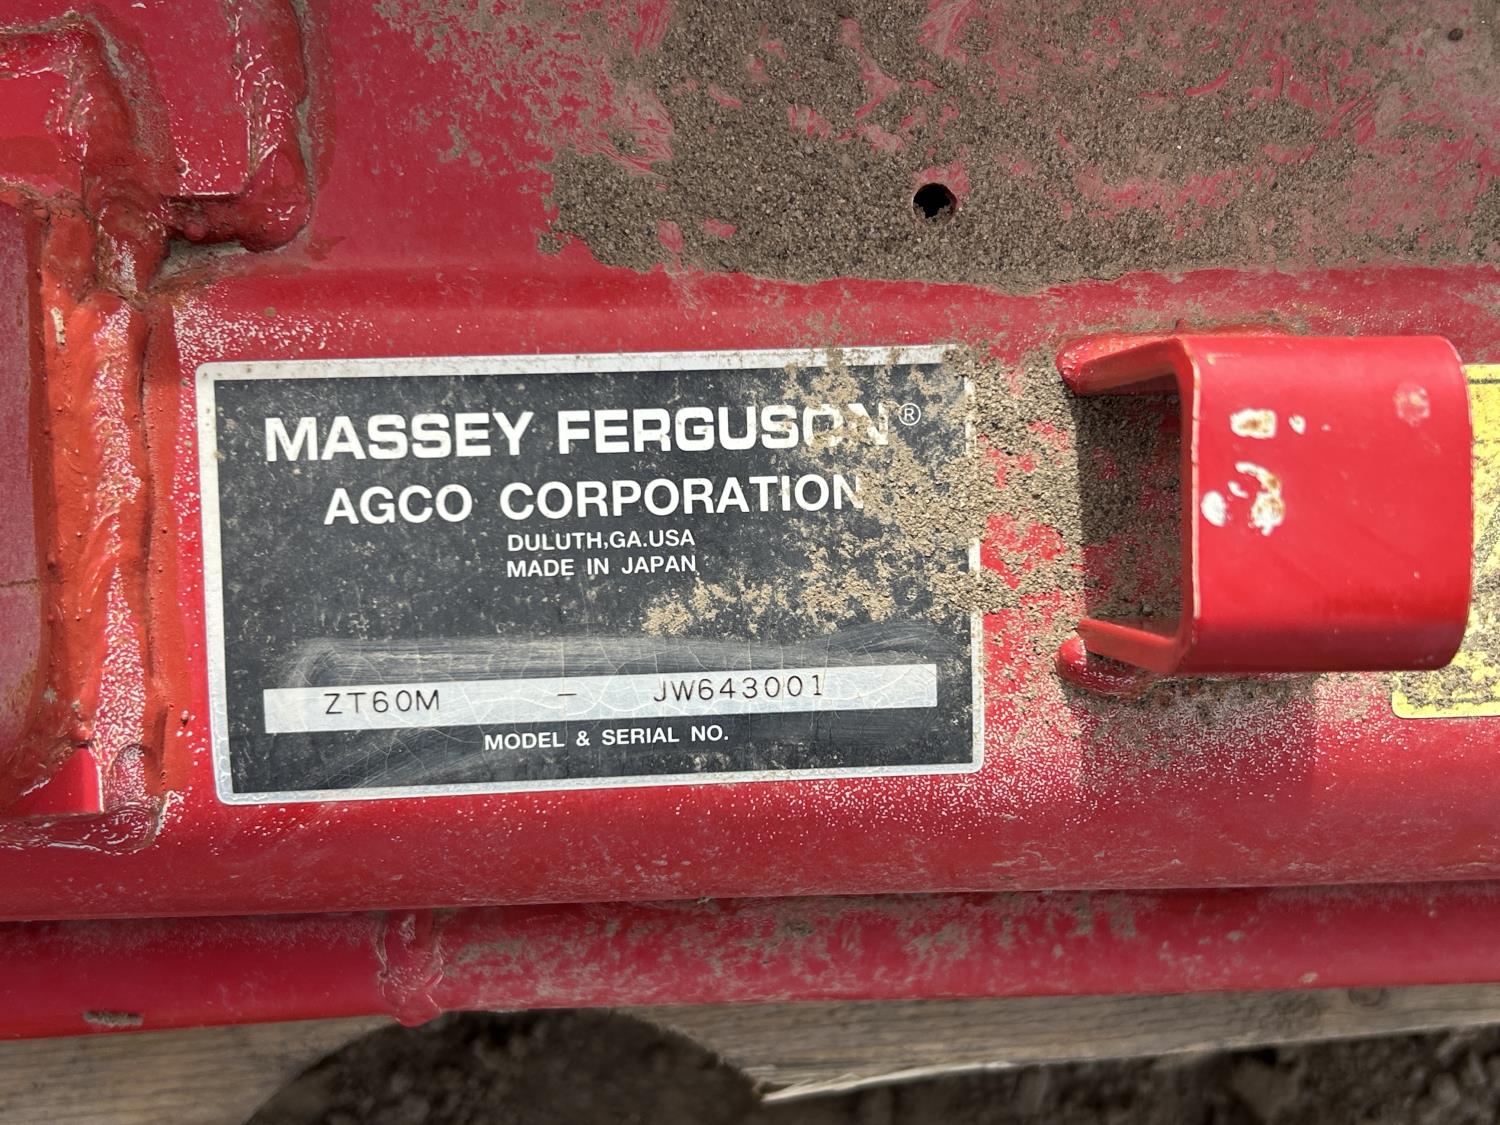 MASSEY FERGUSON®
AGCO CORPORATION
DULUTH,GA.USA
MADE IN JAPAN
ZT60M – JW643001
MODEL & SERIAL NO.